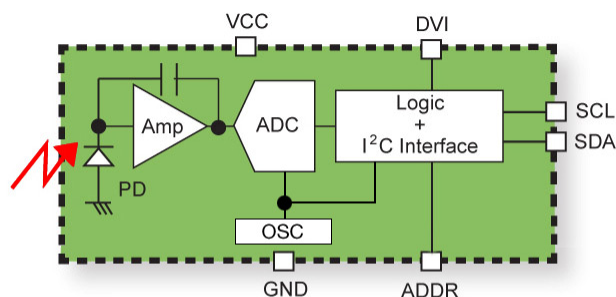 VCC
DVI
Amp
ADC
Logic
+
I²C Interface
SCL
SDA
PD
OSC
GND
ADDR